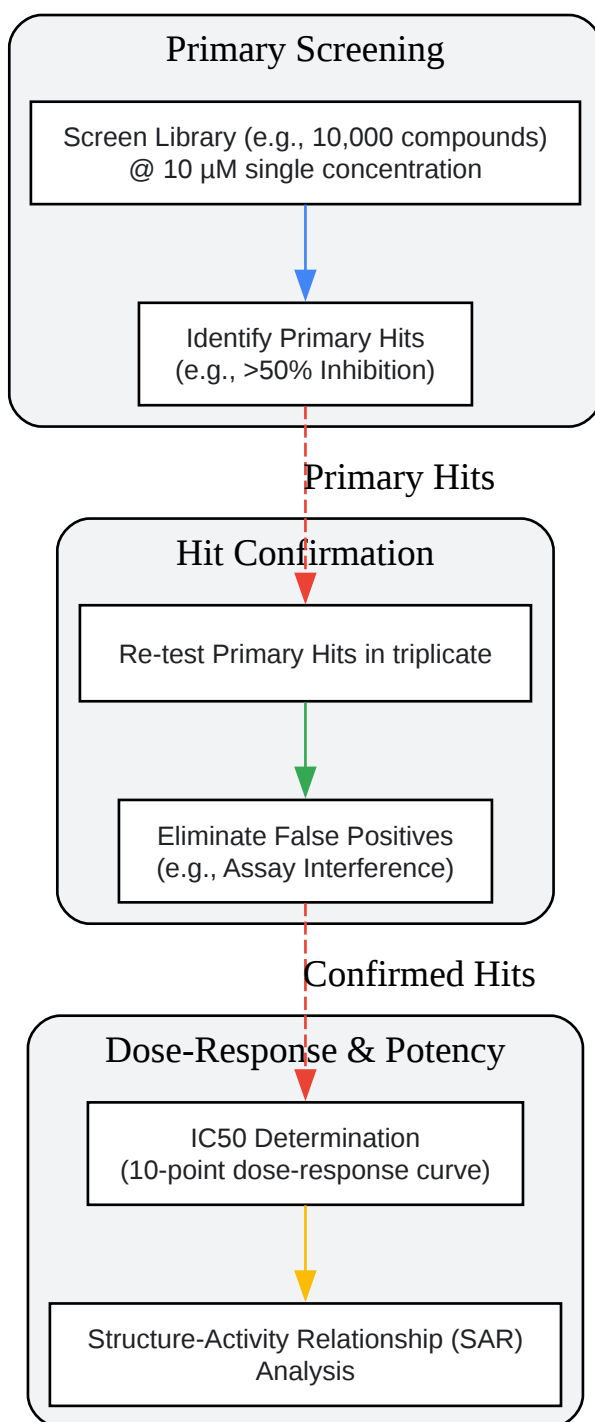 Primary Screening
Screen Library (e.g., 10,000 compounds)
@ 10 µM single concentration
Identify Primary Hits
(e.g., >50% Inhibition)
Primary Hits
Hit Confirmation
Re-test Primary Hits in triplicate
Eliminate False Positives
(e.g., Assay Interference)
Confirmed Hits
Dose-Response & Potency
IC50 Determination
(10-point dose-response curve)
Structure-Activity Relationship (SAR)
Analysis